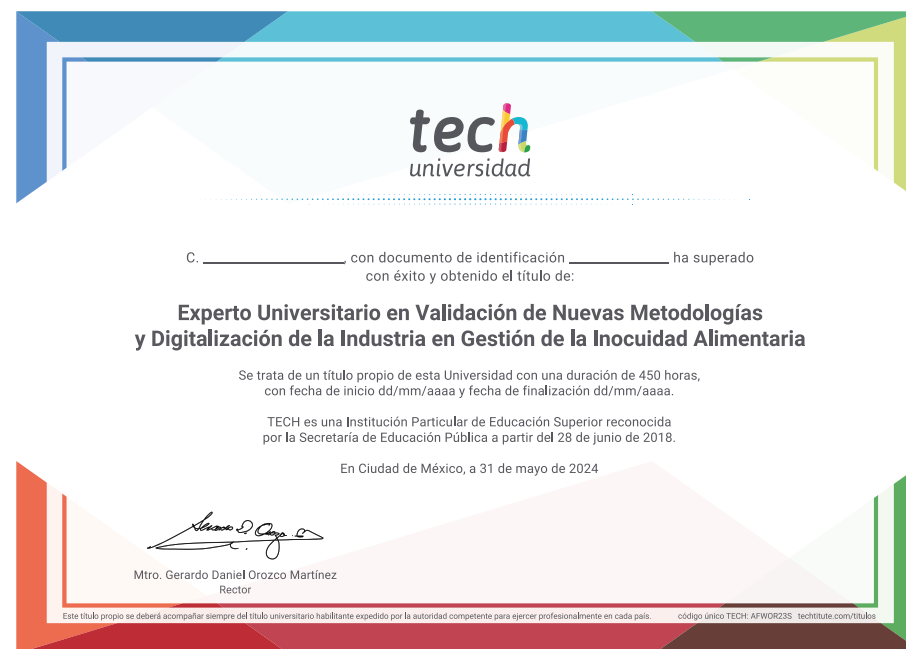 tech
universidad
C. ____________________, con documento de identificación ______________ ha superado
con éxito y obtenido el título de:
Experto Universitario en Validación de Nuevas Metodologías
y Digitalización de la Industria en Gestión de la Inocuidad Alimentaria
Se trata de un título propio de esta Universidad con una duración de 450 horas,
con fecha de inicio dd/mm/aaaa y fecha de finalización dd/mm/aaaa.
TECH es una Institución Particular de Educación Superior reconocida
por la Secretaría de Educación Pública a partir del 28 de junio de 2018.
En Ciudad de México, a 31 de mayo de 2024
Mtro. Gerardo Daniel Orozco Martínez
Rector
Este título propio se deberá acompañar siempre del título universitario habilitante expedido por la autoridad competente para ejercer profesionalmente en cada país. código único TECH: AFWOR23S techtitute.com/titulos